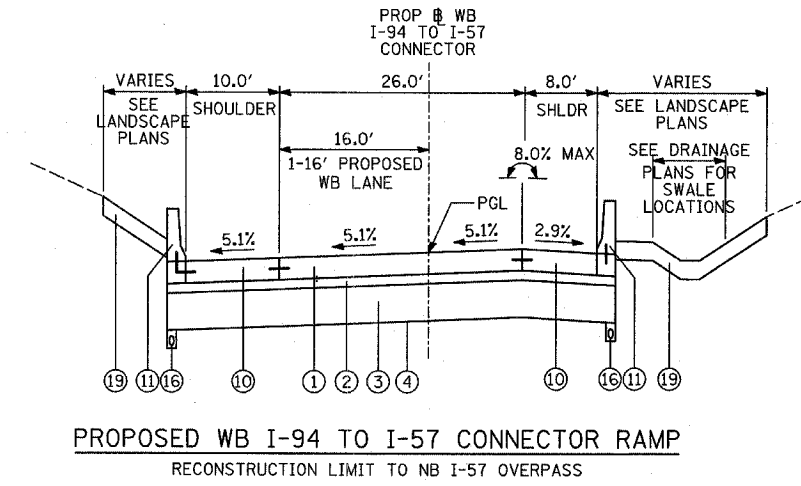 PROP ℄ WB
I-94 TO I-57
CONNECTOR
VARIES
10.0'
26.0'
8.0'
VARIES
SEE
LANDSCAPE
PLANS
SHOULDER
SHLDR
SEE LANDSCAPE
PLANS
16.0'
1-16' PROPOSED
WB LANE
8.0% MAX
SEE DRAINAGE
PLANS FOR
SWALE
LOCATIONS
PGL
5.1%
5.1%
5.1%
2.9%
19
11
16
10
1
2
3
4
10
16
11
19
PROPOSED WB I-94 TO I-57 CONNECTOR RAMP
RECONSTRUCTION LIMIT TO NB I-57 OVERPASS